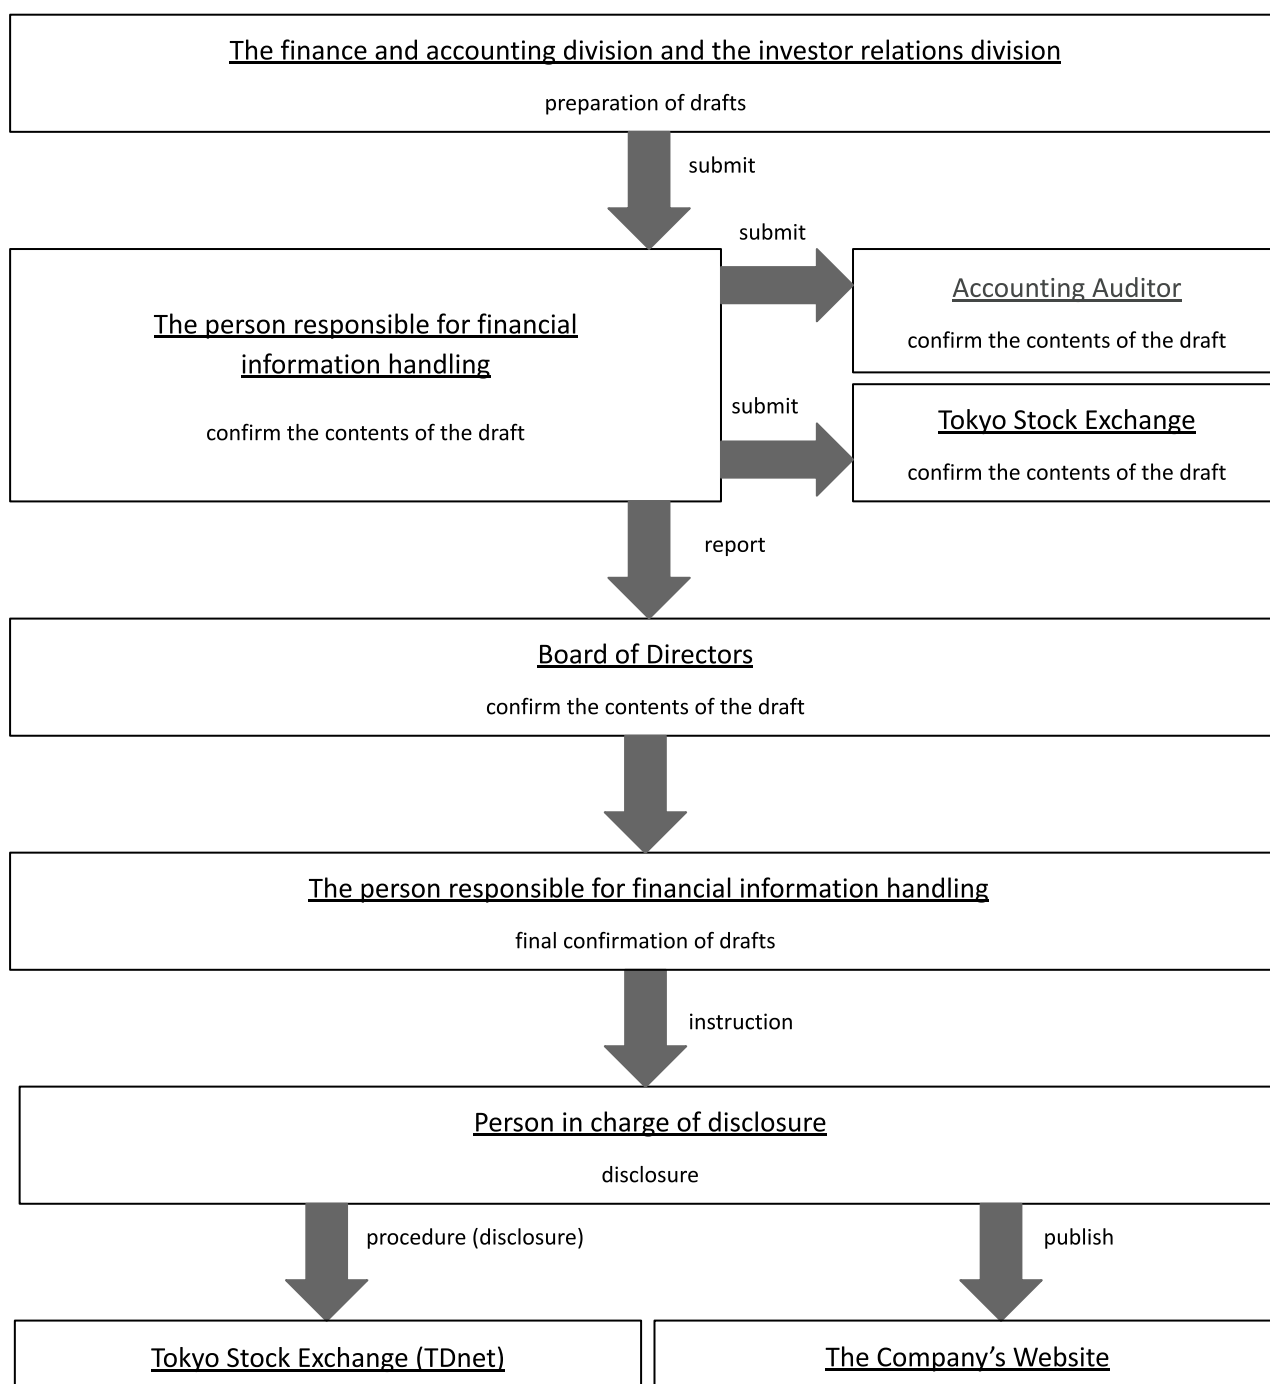 The finance and accounting division and the investor relations division
preparation of drafts
submit
submit
The person responsible for financial
information handling
confirm the contents of the draft
Accounting Auditor
confirm the contents of the draft
submit
Tokyo Stock Exchange
confirm the contents of the draft
report
Board of Directors
confirm the contents of the draft
The person responsible for financial information handling
final confirmation of drafts
instruction
Person in charge of disclosure
disclosure
procedure (disclosure)
publish
Tokyo Stock Exchange (TDnet)
The Company’s Website